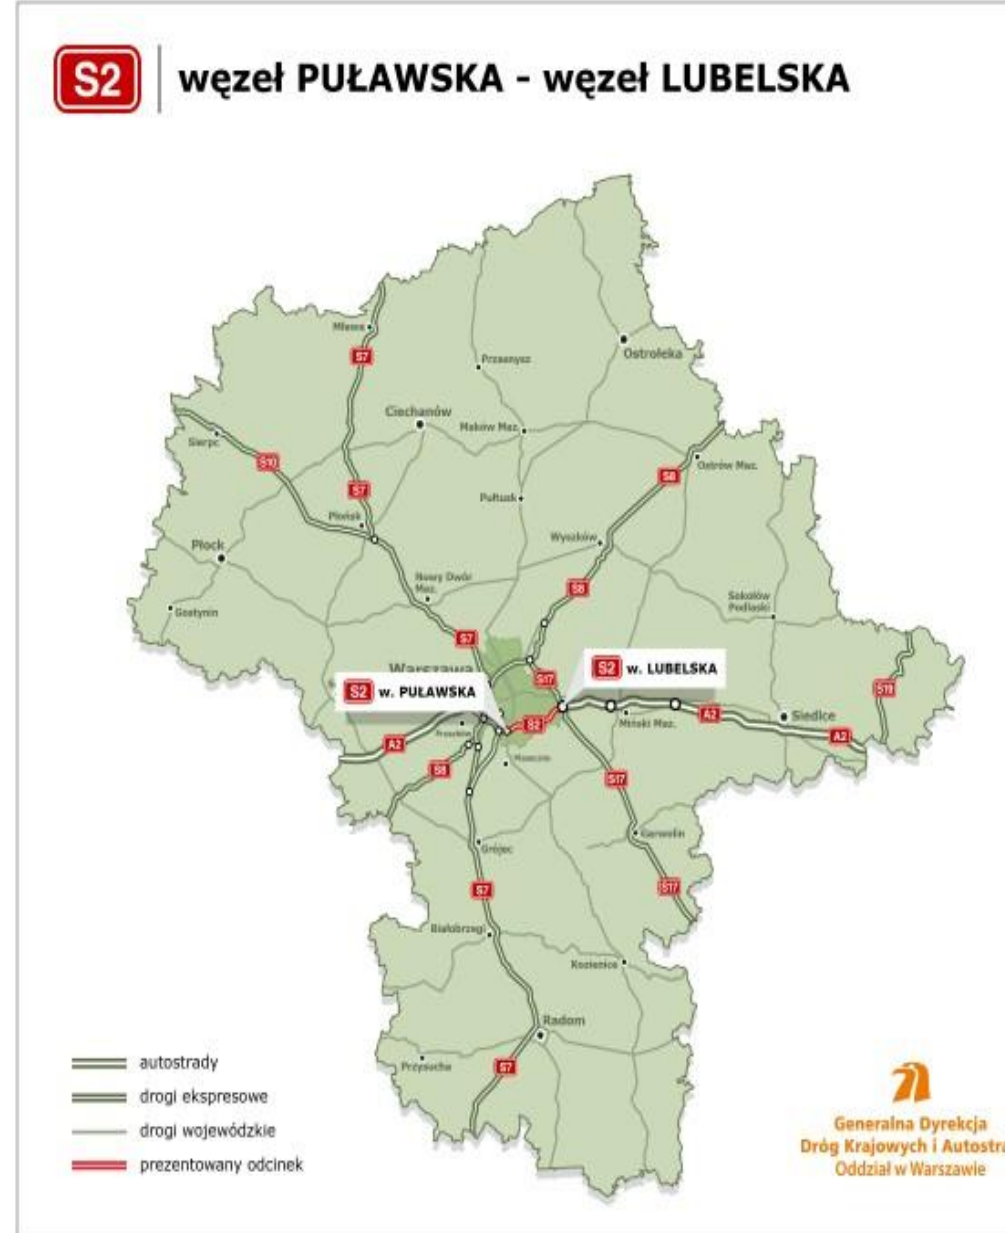 S2 węzeł PUŁAWSKA - węzeł LUBELSKA
Mława
S7
Ostrołęka
Przasnysz
Ciechanów
Maków Maz.
Sierpc
S10
S7
Ostrów Maz.
S8
Pułtusk
Płońsk
Wyszków
Płock
Nowy Dwór
Maz.
S8
Sokołów
Podlaski
Gostynin
S7
Warszawa
S2 w. LUBELSKA
S17
S2 w. PUŁAWSKA
S19
S2
Mińsk Maz.
A2
Siedlce
Pruszków
A2
A2
S8
Piaseczno
S17
Garwolin
Grójec
S7
S17
Białobrzegi
Kozienice
Radom
Przysucha
S7
autostrady
drogi ekspresowe
drogi wojewódzkie
prezentowany odcinek
Generalna Dyrekcja
Dróg Krajowych i Autostra
Oddział w Warszawie